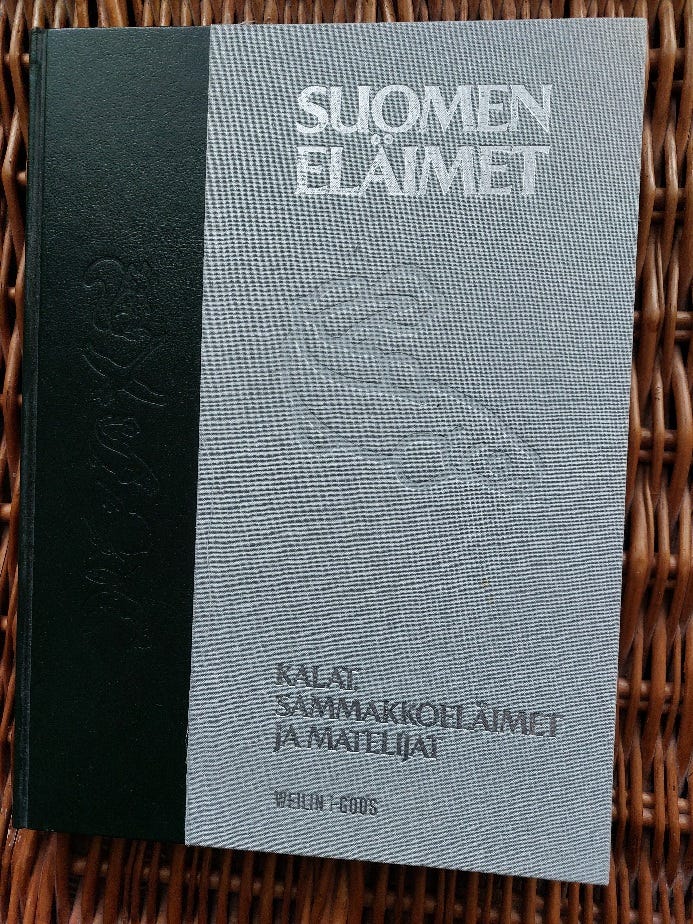 SUOMEN
ELÄIMET
KALAT,
SAMMAKKOELÄIMET
JA MATELIJAT
WEILIN+GÖÖS